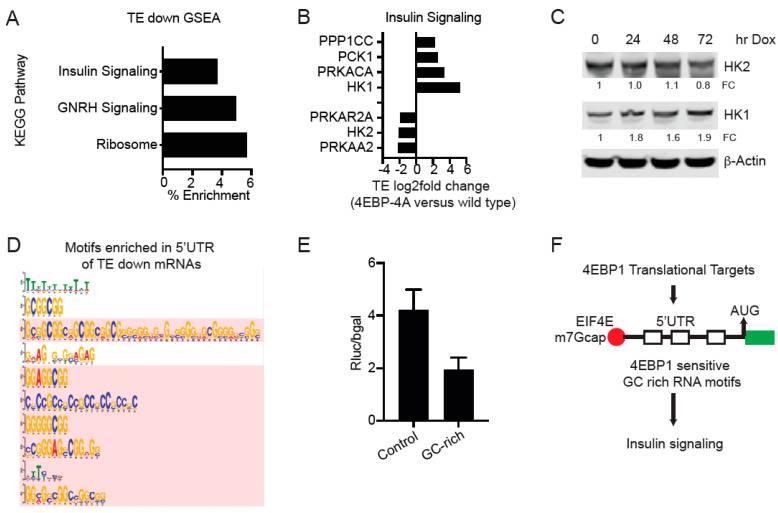 A
TE down GSEA
KEGG Pathway
Insulin Signaling
GNRH Signaling
Ribosome
0 2 4 6
% Enrichment
B
Insulin Signaling
PPP1CC
PCK1
PRKACA
HK1
PRKAR2A
HK2
PRKAA2
-4 -2 0 2 4 6
TE log2fold change
(4EBP-4A versus wild type)
C
0 24 48 72 hr Dox
HK2
1 1.0 1.1 0.8 FC
HK1
1 1.8 1.6 1.9 FC
β-Actin
D
Motifs enriched in 5'UTR
of TE down mRNAs
GCGGCGG
GGAGGCGG
GGGGGCGG
E
Rluc/bgal
6
4
2
0
Control
GC-rich
F
4EBP1 Translational Targets
EIF4E
m7Gcap
5'UTR
AUG
4EBP1 sensitive
GC rich RNA motifs
Insulin signaling